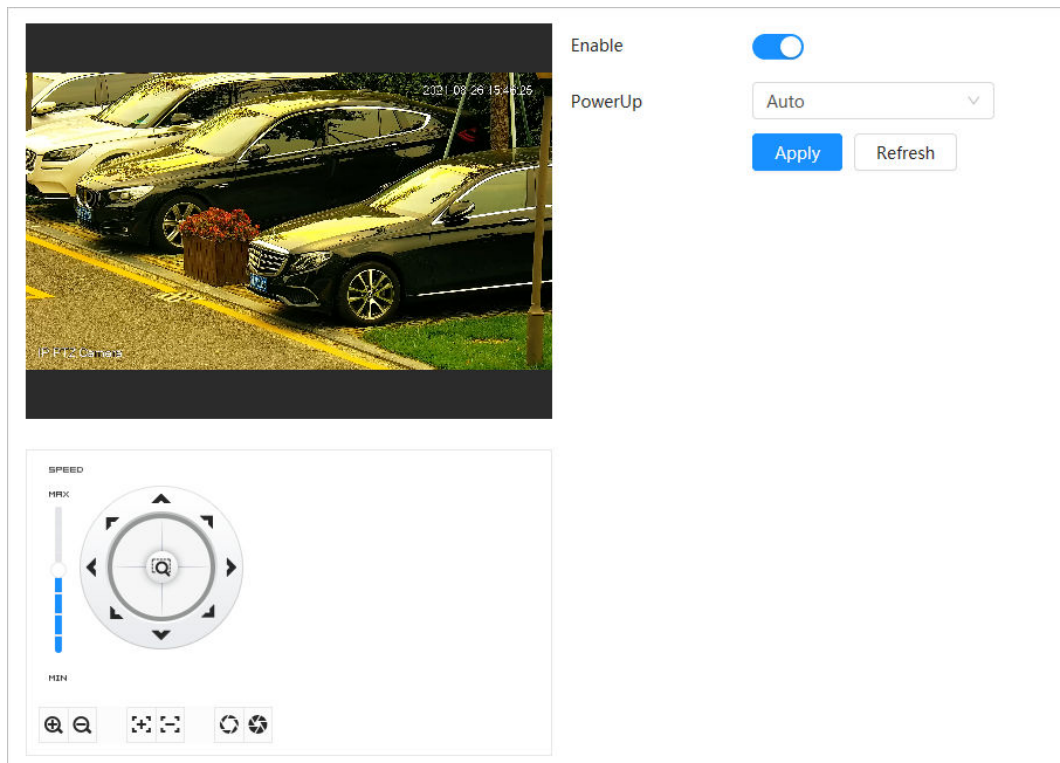 2021-08-26 15:46:25
IP PTZ Camera
Enable
PowerUp
Auto
Apply
Refresh
SPEED
MAX
MIN